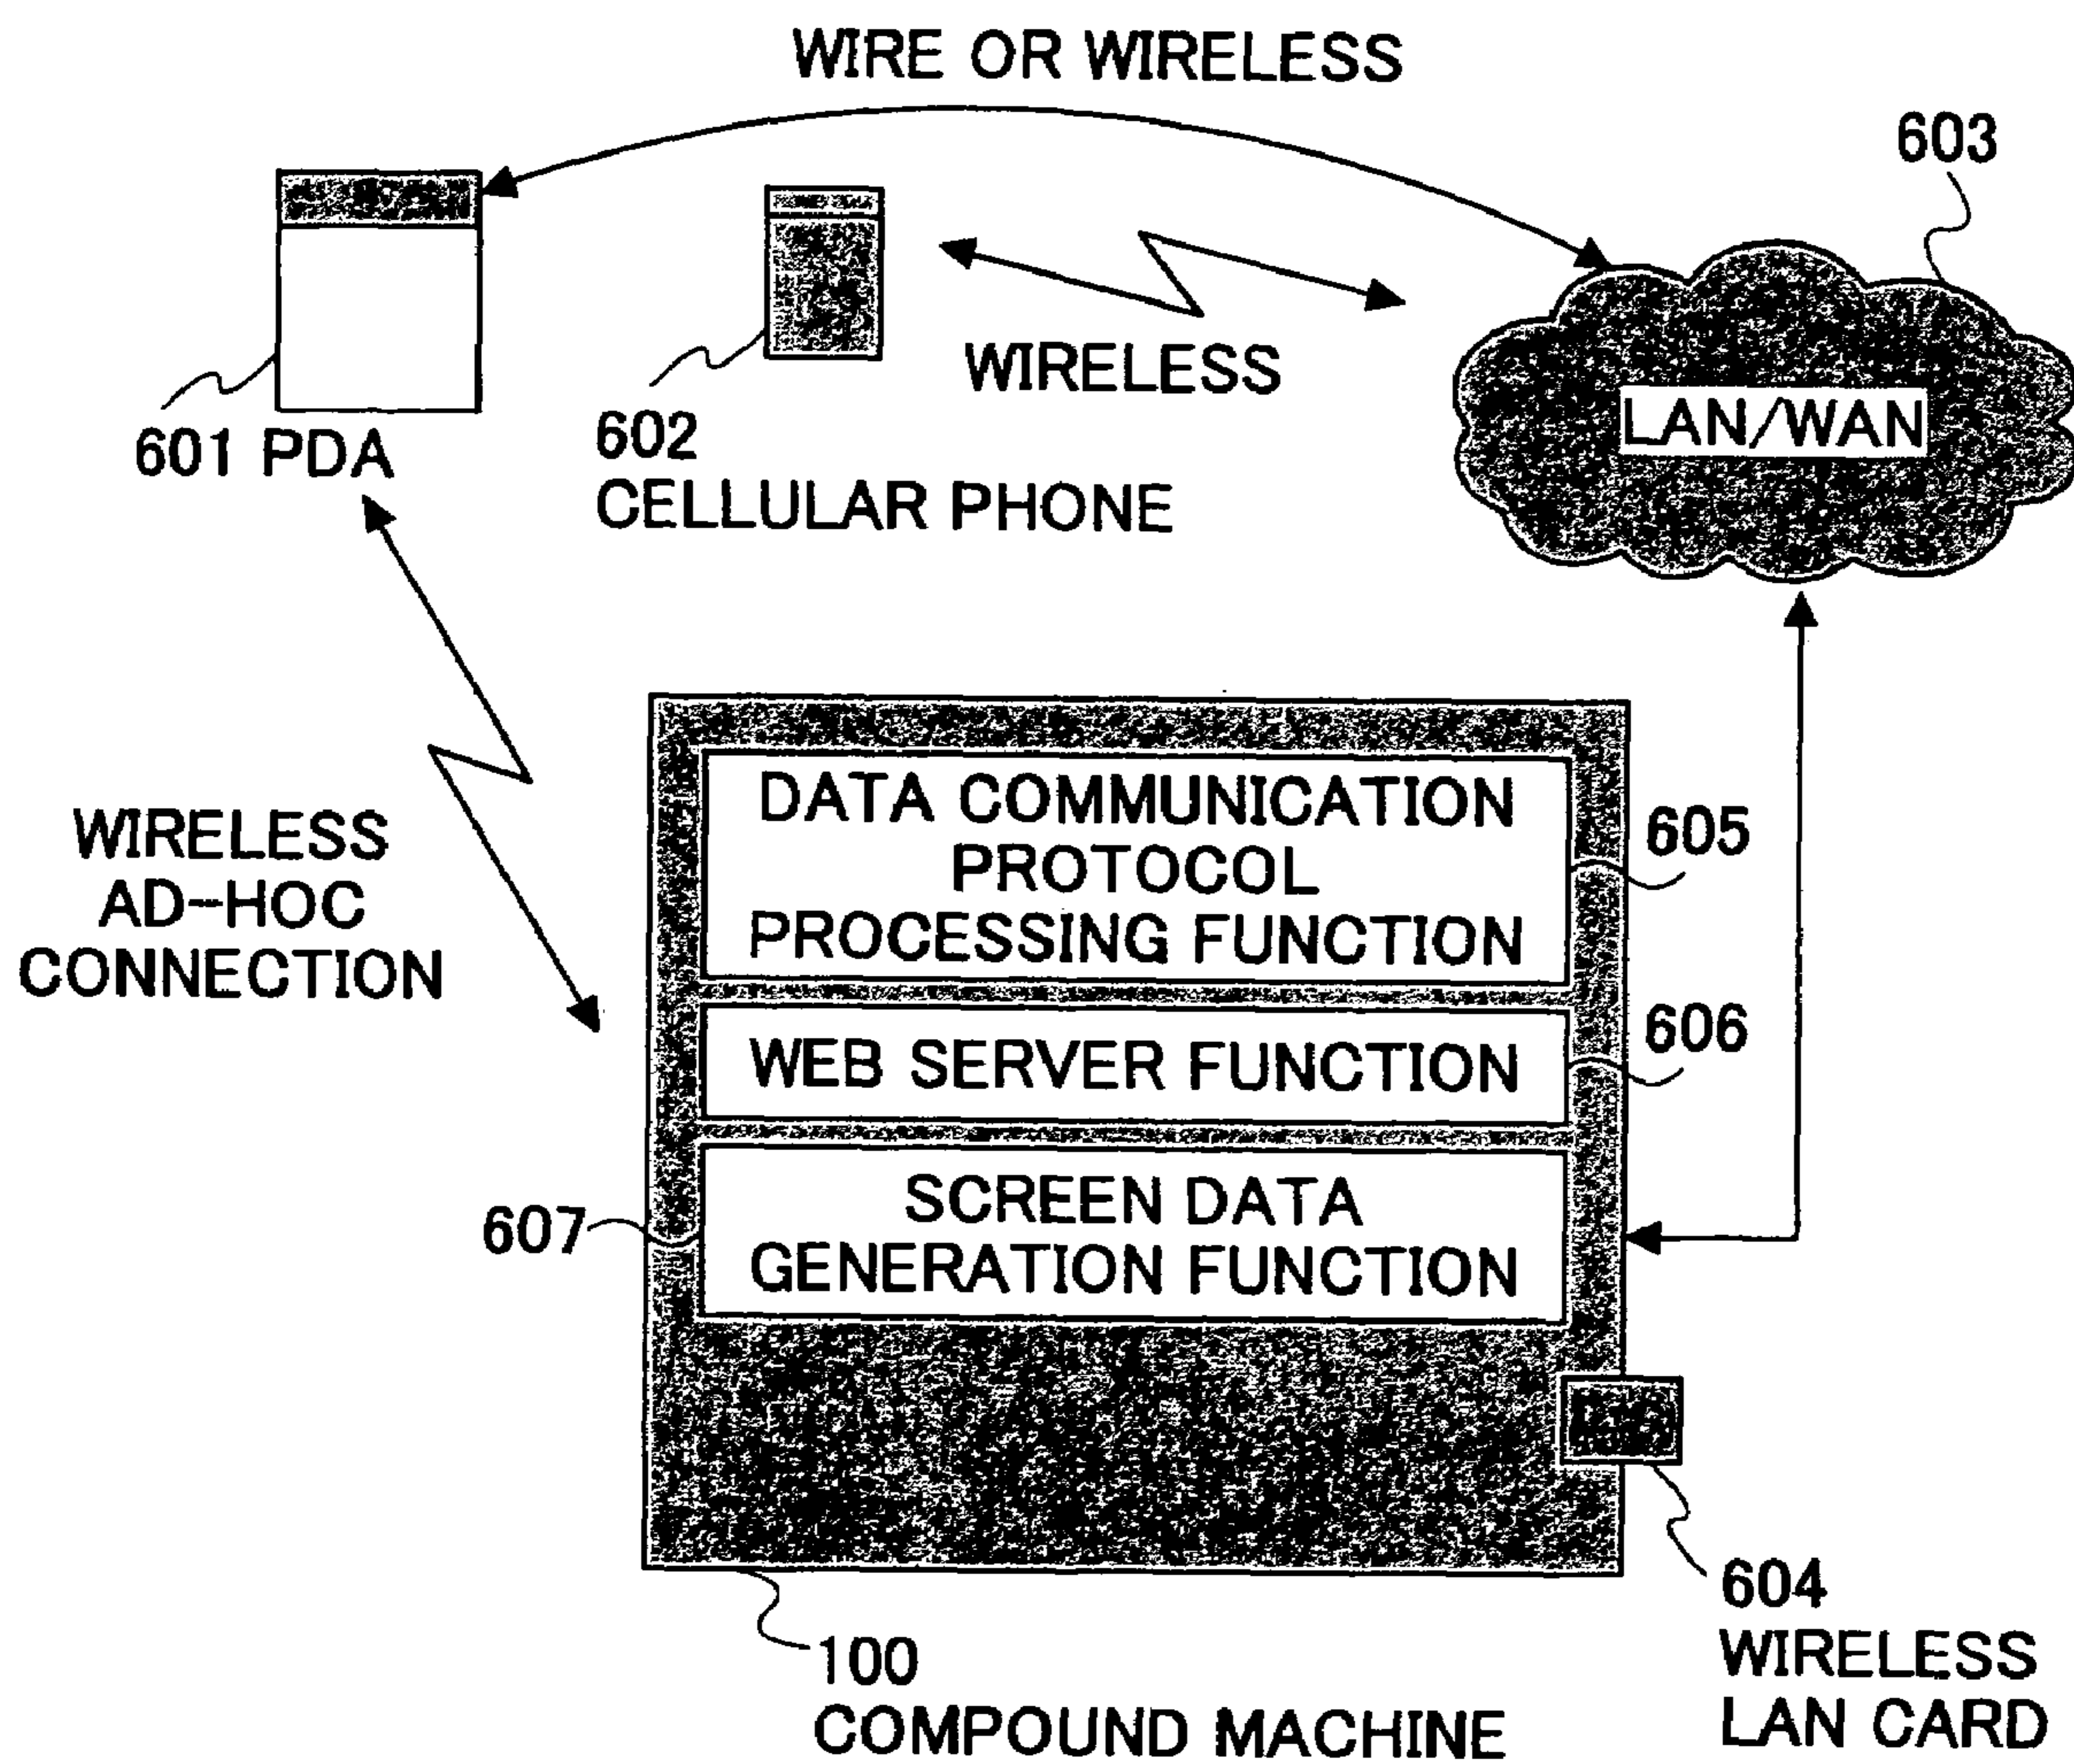 WIRE OR WIRELESS
603
601 PDA
602
CELLULAR PHONE
WIRELESS
LAN/WAN
WIRELESS
AD-HOC
CONNECTION
DATA COMMUNICATION
PROTOCOL
PROCESSING FUNCTION
605
WEB SERVER FUNCTION
606
SCREEN DATA
GENERATION FUNCTION
607
604
WIRELESS
LAN CARD
100
COMPOUND MACHINE